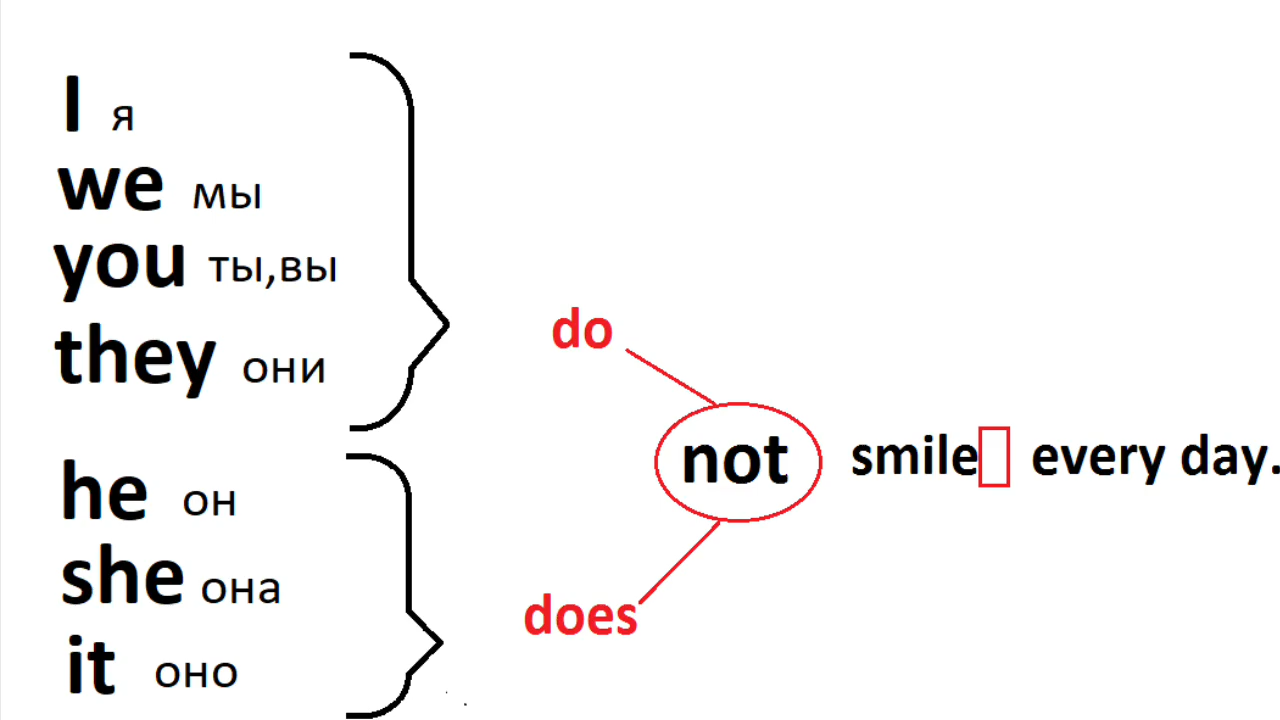 I я
we мы
you ты,вы
they они
do
not smile every day.
he он
she она
does
it оно